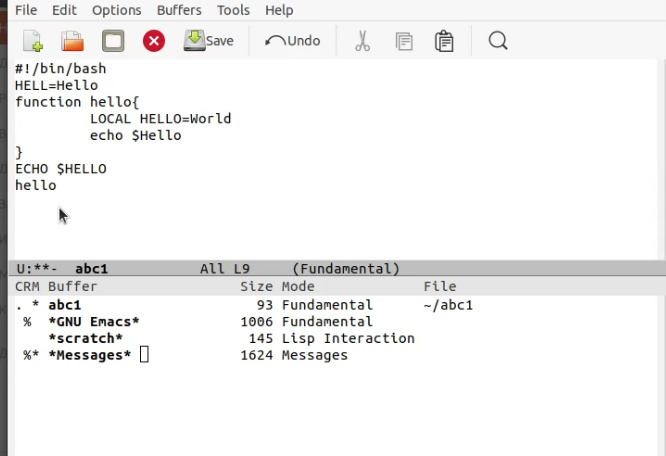 File Edit Options Buffers Tools Help
Save Undo
#!/bin/bash
HELL=Hello
function hello{
LOCAL HELLO=World
echo $Hello
}
ECHO $HELLO
hello
U:**- abc1 All L9 (Fundamental)
CRM Buffer Size Mode File
. * abc1 93 Fundamental ~/abc1
% *GNU Emacs* 1006 Fundamental
*scratch* 145 Lisp Interaction
%* *Messages* 1624 Messages